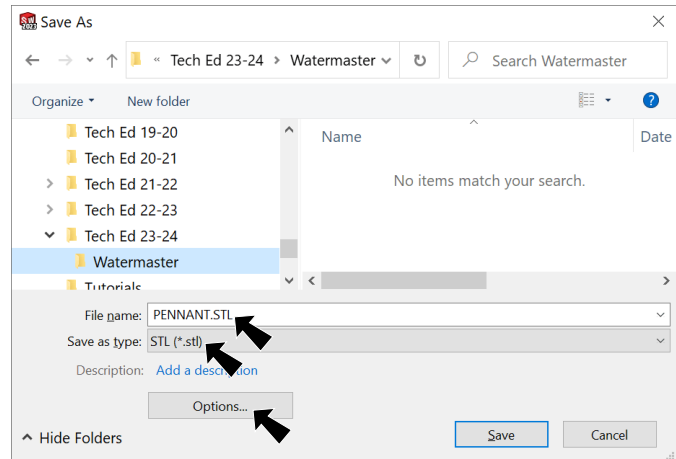 SW 2023 Save As
« Tech Ed 23-24 > Watermaster Search Watermaster
Organize New folder
Tech Ed 19-20
Name Date
Tech Ed 20-21
No items match your search.
Tech Ed 21-22
Tech Ed 22-23
Tech Ed 23-24
Watermaster
Tutorials
File name: PENNANT.STL
Save as type: STL (*.stl)
Description: Add a description
Options...
Hide Folders Save Cancel